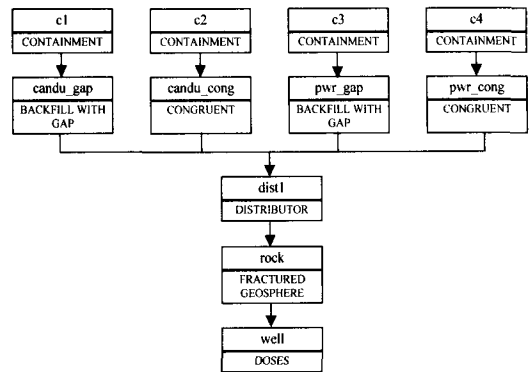 c1 c2 c3 c4
CONTAINMENT CONTAINMENT CONTAINMENT CONTAINMENT
candu_gap candu_cong pwr_gap pwr_cong
BACKFILL WITH GAP CONGRUENT BACKFILL WITH GAP CONGRUENT
dist1
DISTRIBUTOR
rock
FRACTURED
GEOSPHERE
well
DOSES